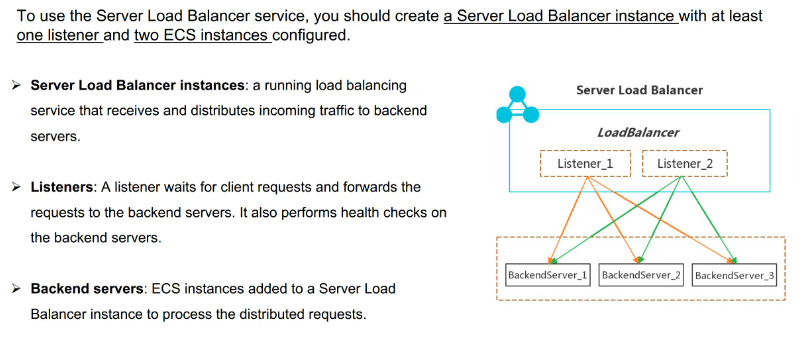 To use the Server Load Balancer service, you should create a Server Load Balancer instance with at least
one listener and two ECS instances configured.
➢ Server Load Balancer instances: a running load balancing
service that receives and distributes incoming traffic to backend
servers.
➢ Listeners: A listener waits for client requests and forwards the
requests to the backend servers. It also performs health checks on
the backend servers.
➢ Backend servers: ECS instances added to a Server Load
Balancer instance to process the distributed requests.
Server Load Balancer
LoadBalancer
Listener_1
Listener_2
BackendServer_1
BackendServer_2
BackendServer_3